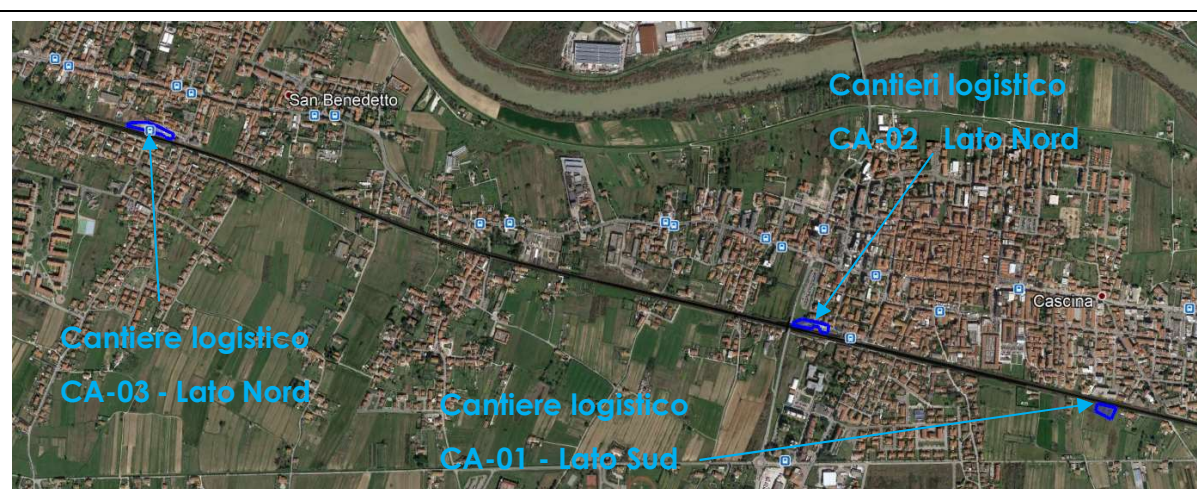 Cantieri logistico
CA-02 - Lato Nord
San Benedetto
Cascina
Cantiere logistico
CA-03 - Lato Nord
Cantiere logistico
CA-01 - Lato Sud